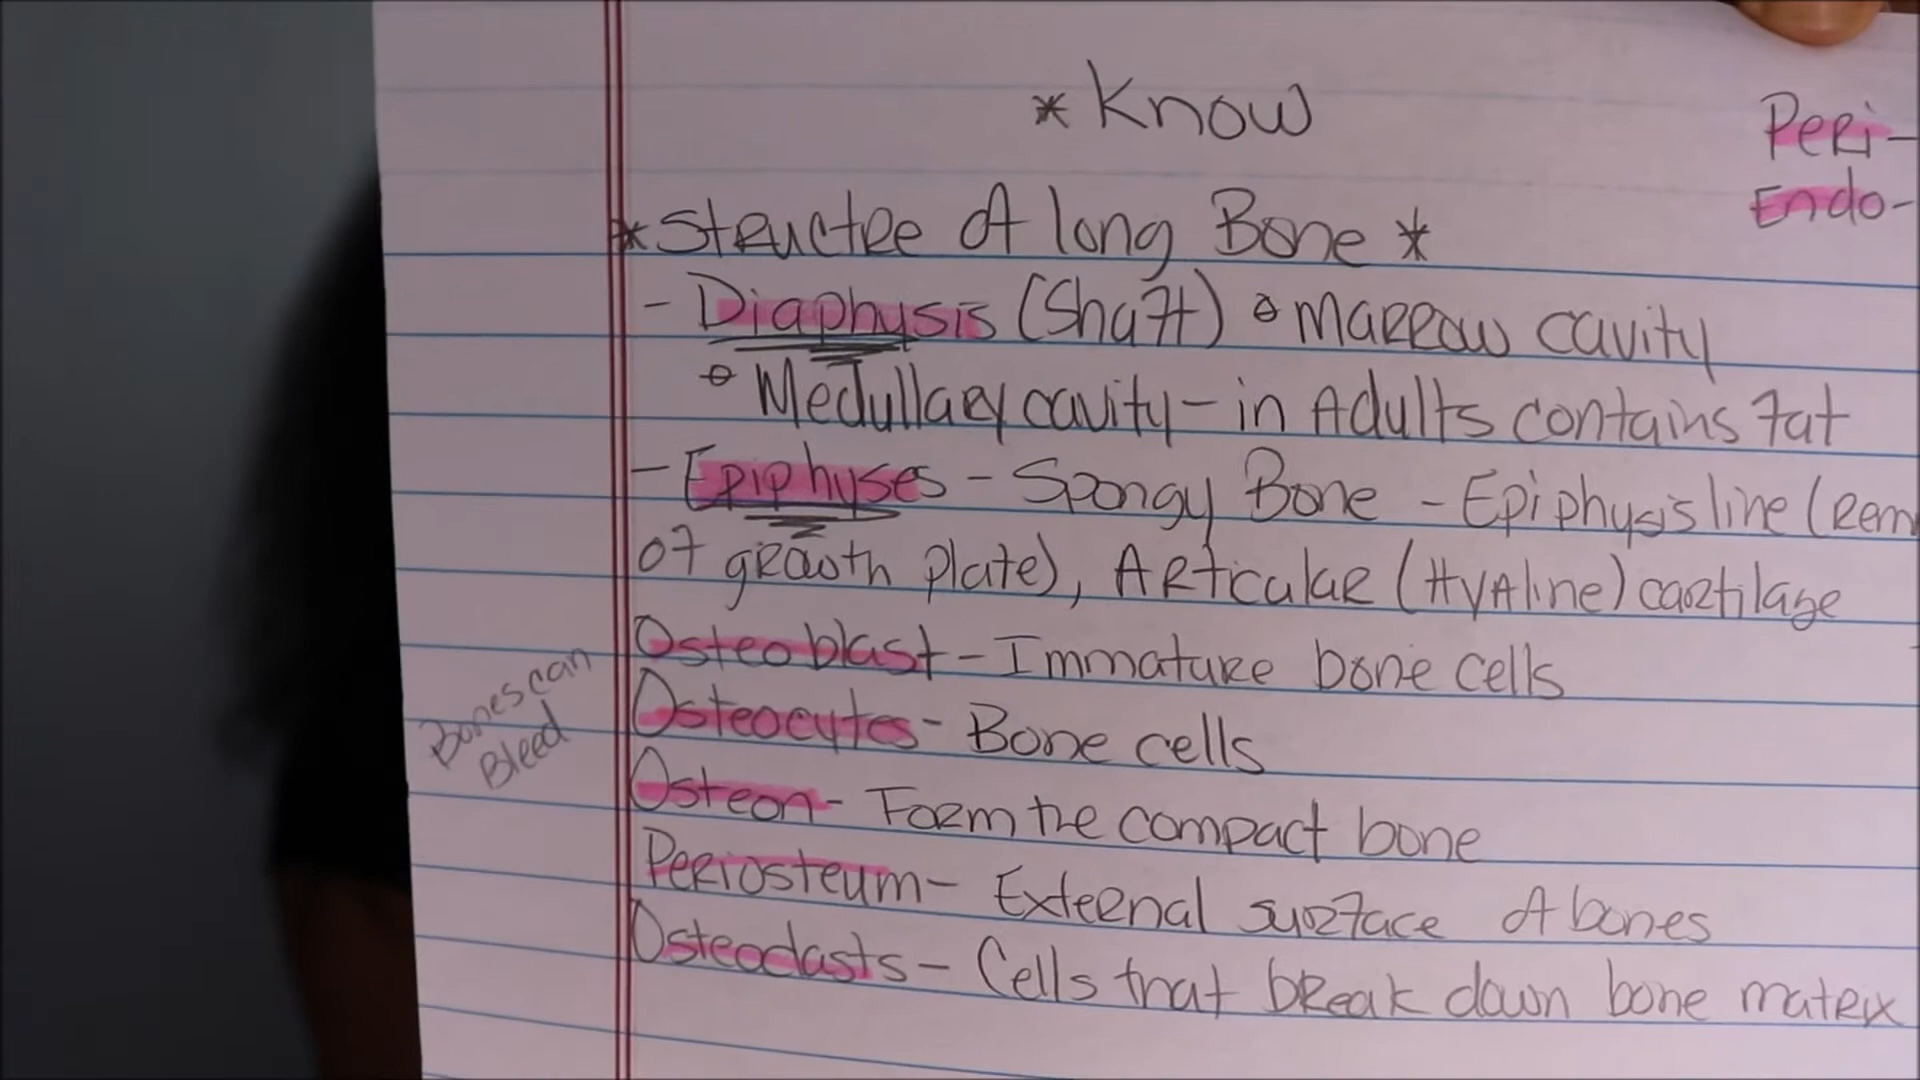 * Know
Peri-
Endo-
* Structre of long Bone *
- Diaphysis (Shaft) • Marrow cavity
• Medullary cavity - in Adults contains fat
- Epiphyses - Spongy Bone - Epiphysis line (Rem
of growth plate), Articular (Hyaline) cartilage
Osteoblast - Immature bone cells
Osteocytes - Bone cells
Bones can
Bleed
Osteon - Form the compact bone
Periosteum - External surface of bones
Osteoclasts - Cells that break down bone matrix